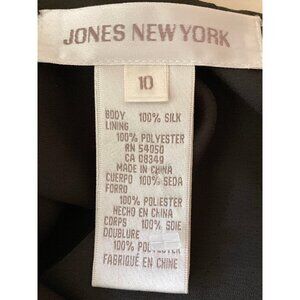 JONES NEW YORK
10
BODY 100% SILK
LINING
100% POLYESTER
RN 54050
CA 08349
MADE IN CHINA
CUERPO 100% SEDA
FORRO
100% POLYESTER
HECHO EN CHINA
CORPS 100% SOIE
DOUBLURE
100% POLYESTER
FABRIQUÉ EN CHINE